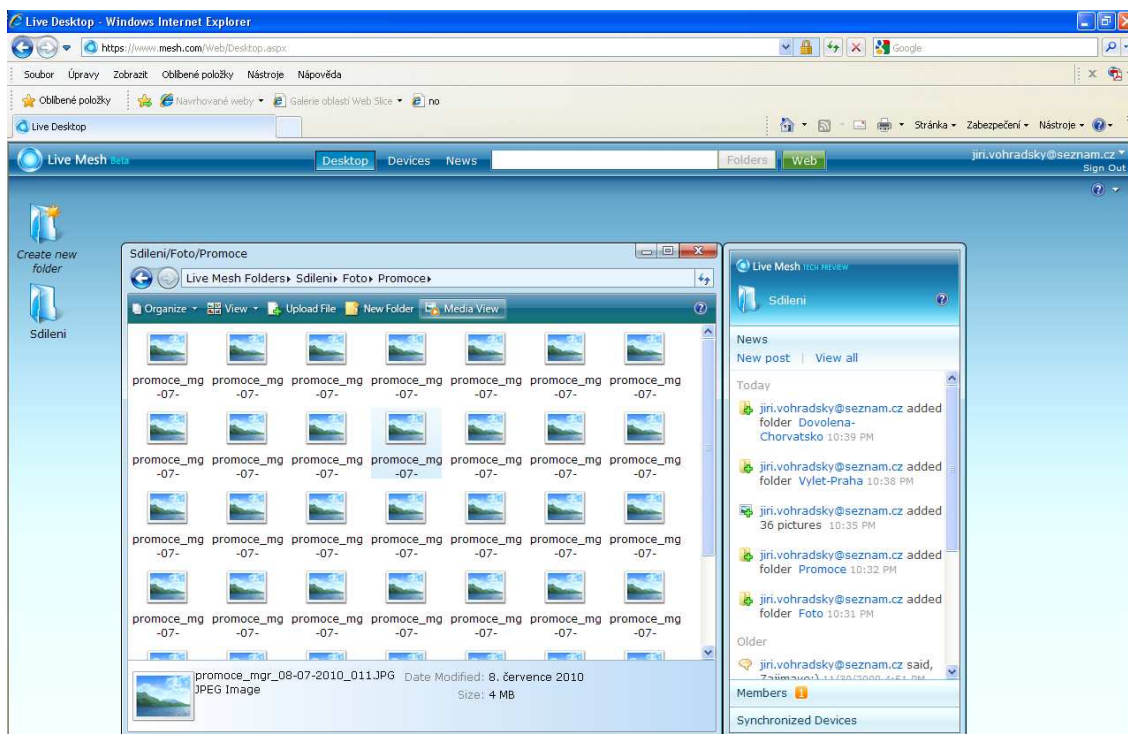 Live Desktop - Windows Internet Explorer
https://www.mesh.com/Web/Desktop.aspx
Google
Soubor Úpravy Zobrazit Oblíbené položky Nástroje Nápověda
Oblíbené položky Navrhované weby Galerie oblastí Web Slice no
Live Desktop
Stránka Zabezpečení Nástroje
Live Mesh Beta
Desktop Devices News
Folders Web
jiri.vohradsky@seznam.cz
Sign Out
Create new
folder
Sdileni
Sdileni/Foto/Promoce
Live Mesh Folders Sdileni Foto Promoce
Organize View Upload File New Folder Media View
promoce_mg promoce_mg promoce_mg promoce_mg promoce_mg promoce_mg promoce_mg
-07- -07- -07- -07- -07- -07- -07-
promoce_mg promoce_mg promoce_mg promoce_mg promoce_mg promoce_mg promoce_mg
-07- -07- -07- -07- -07- -07- -07-
promoce_mg promoce_mg promoce_mg promoce_mg promoce_mg promoce_mg promoce_mg
-07- -07- -07- -07- -07- -07- -07-
promoce_mg promoce_mg promoce_mg promoce_mg promoce_mg promoce_mg promoce_mg
-07- -07- -07- -07- -07- -07- -07-
promoce_mgr_08-07-2010_011.JPG Date Modified: 8. července 2010
JPEG Image Size: 4 MB
Live Mesh TECH PREVIEW
Sdileni
News
New post | View all
Today
jiri.vohradsky@seznam.cz added
folder Dovolena-
Chorvatsko 10:39 PM
jiri.vohradsky@seznam.cz added
folder Vylet-Praha 10:38 PM
jiri.vohradsky@seznam.cz added
36 pictures 10:35 PM
jiri.vohradsky@seznam.cz added
folder Promoce 10:32 PM
jiri.vohradsky@seznam.cz added
folder Foto 10:31 PM
Older
jiri.vohradsky@seznam.cz said,
Members 1
Synchronized Devices